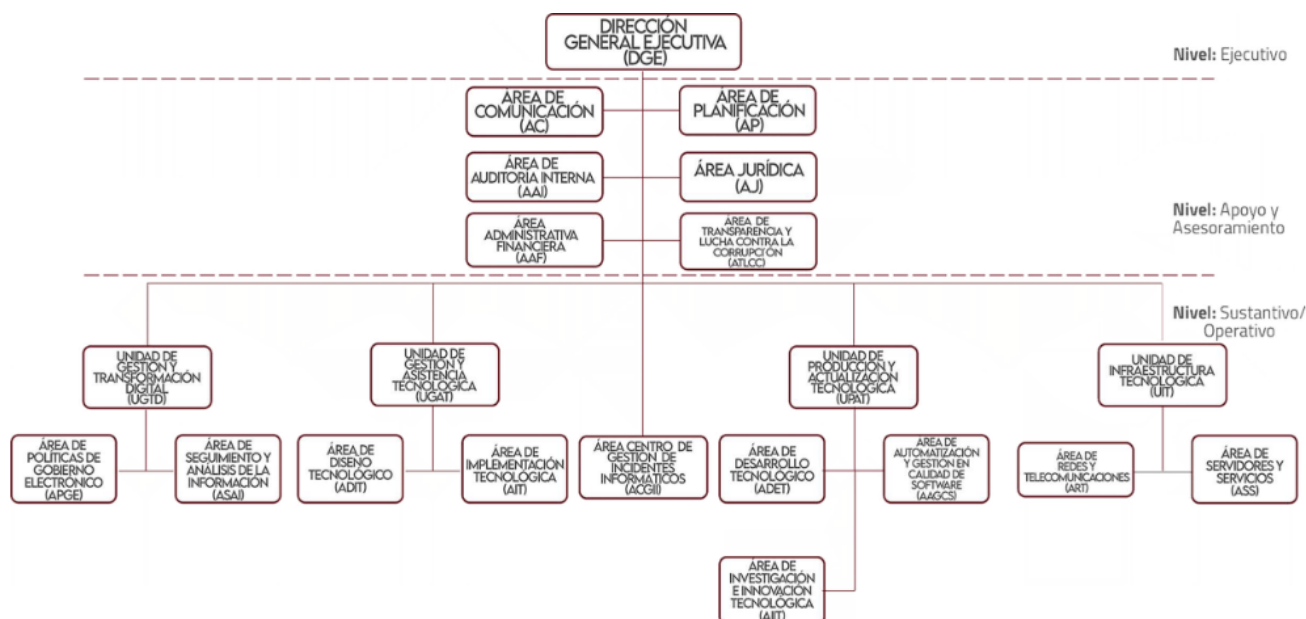 DIRECCIÓN
GENERAL EJECUTIVA
(DGE)
Nivel: Ejecutivo
ÁREA DE
COMUNICACIÓN
(AC)
ÁREA DE
PLANIFICACIÓN
(AP)
ÁREA DE
AUDITORÍA INTERNA
(AAI)
ÁREA JURÍDICA
(AJ)
ÁREA
ADMINISTRATIVA
FINANCIERA
(AAF)
ÁREA DE
TRANSPARENCIA Y
LUCHA CONTRA LA
CORRUPCIÓN
(ATLCC)
Nivel: Apoyo y
Asesoramiento
Nivel: Sustantivo/
Operativo
UNIDAD DE
GESTIÓN Y
TRANSFORMACIÓN
DIGITAL
(UGTD)
UNIDAD DE
GESTIÓN Y
ASISTENCIA
TECNOLÓGICA
(UGAT)
UNIDAD DE
PRODUCCIÓN Y
ACTUALIZACIÓN
TECNOLÓGICA
(UPAT)
UNIDAD DE
INFRAESTRUCTURA
TECNOLÓGICA
(UIT)
ÁREA DE
POLÍTICAS DE
GOBIERNO
ELECTRÓNICO
(APGE)
ÁREA DE
SEGUIMIENTO Y
ANÁLISIS DE LA
INFORMACIÓN
(ASAI)
ÁREA DE
DISEÑO
TECNOLÓGICO
(ADIT)
ÁREA DE
IMPLEMENTACIÓN
TECNOLÓGICA
(AIT)
ÁREA CENTRO DE
GESTIÓN DE
INCIDENTES
INFORMÁTICOS
(ACGII)
ÁREA DE
DESARROLLO
TECNOLÓGICO
(ADET)
ÁREA DE
AUTOMATIZACIÓN
Y GESTIÓN EN
CALIDAD DE
SOFTWARE
(AAGCS)
ÁREA DE
REDES Y
TELECOMUNICACIONES
(ART)
ÁREA DE
SERVIDORES Y
SERVICIOS
(ASS)
ÁREA DE
INVESTIGACIÓN
E INNOVACIÓN
TECNOLÓGICA
(AIIT)